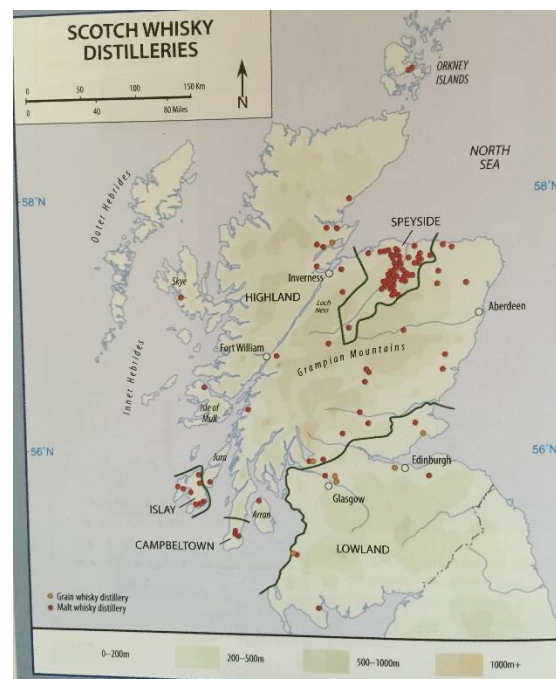 SCOTCH WHISKY
DISTILLERIES
0 50 100 150 Km
0 40 80 Miles
N
ORKNEY
ISLANDS
NORTH
SEA
58°N
58°N
Outer Hebrides
SPEYSIDE
Skye
Inverness
HIGHLAND
Loch
Ness
Aberdeen
Inner Hebrides
Fort William
Grampian Mountains
Isle of
Mull
56°N
56°N
Jura
Edinburgh
Glasgow
ISLAY
Arran
CAMPBELTOWN
LOWLAND
Grain whisky distillery
Malt whisky distillery
0–200m 200–500m 500–1000m 1000m+